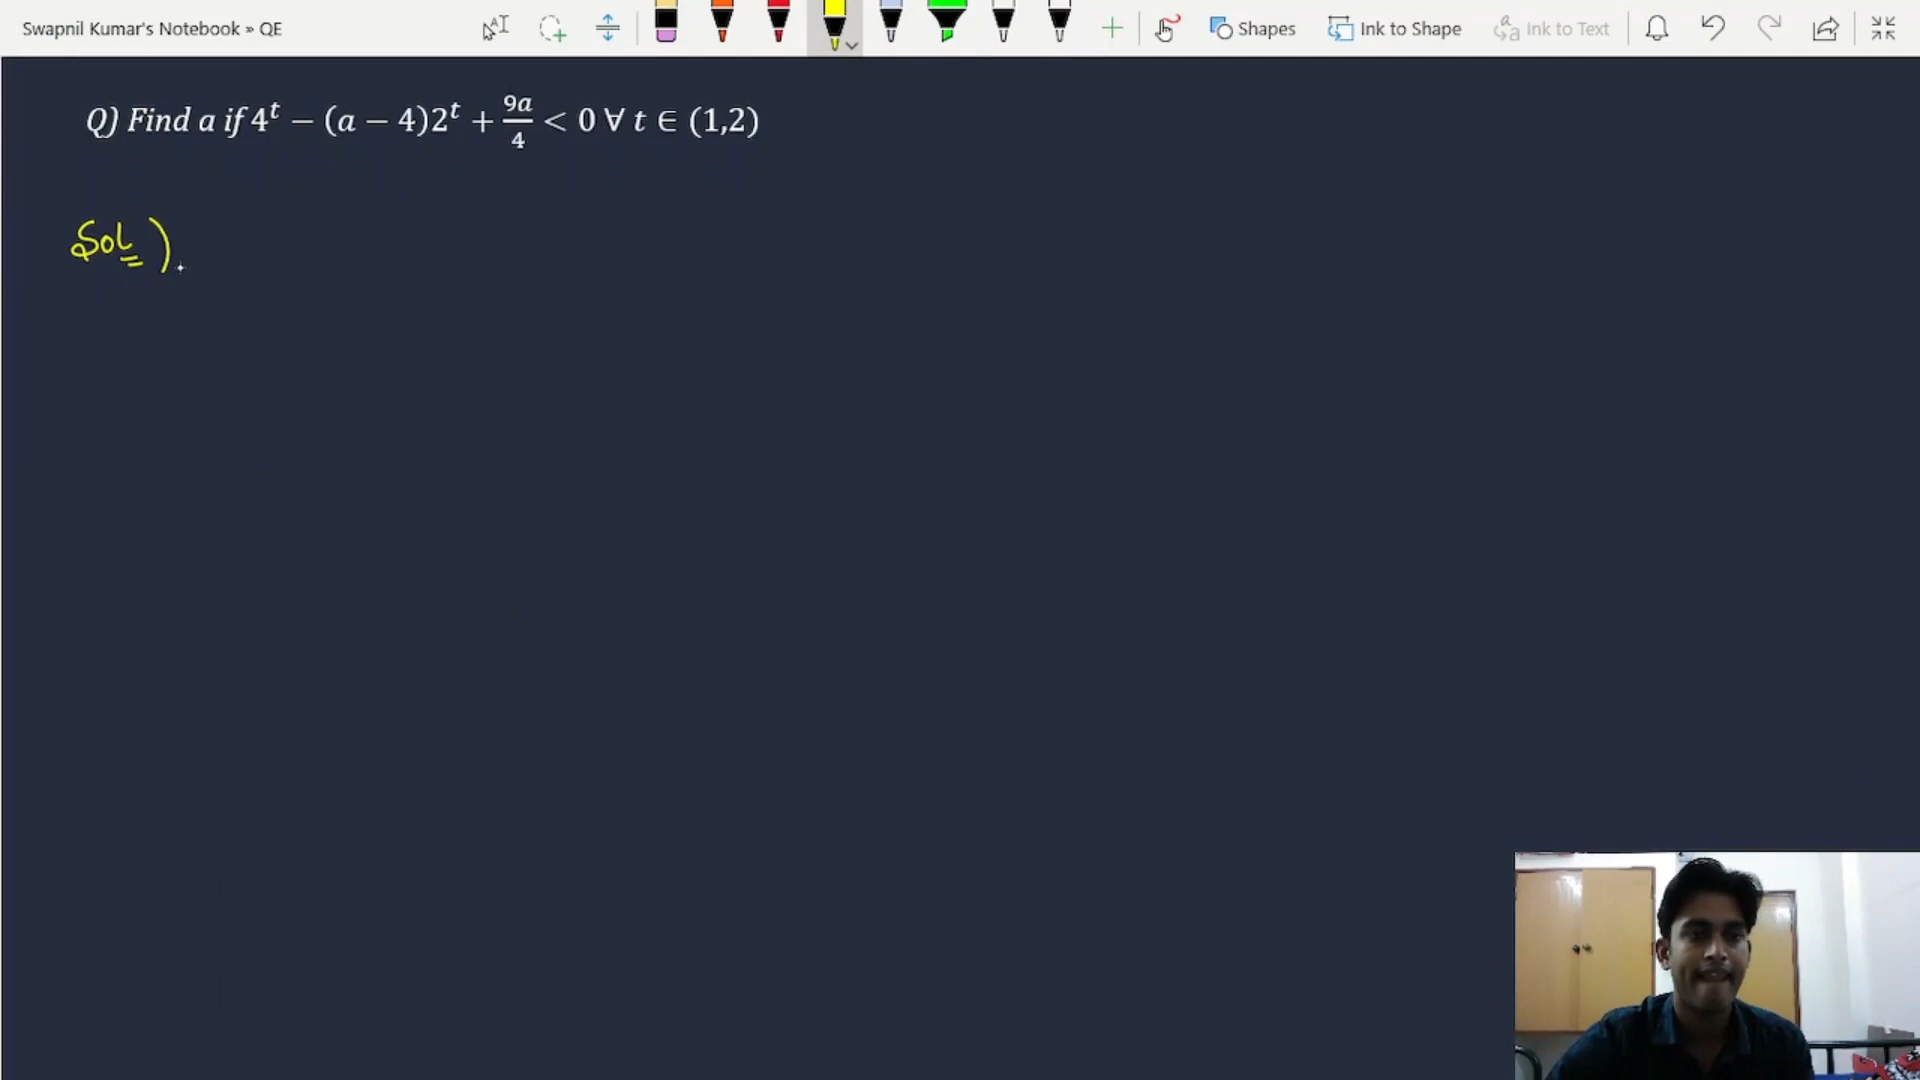 Swapnil Kumar's Notebook » QE
Shapes
Ink to Shape
Ink to Text
Q) Find a if 4^t − (a − 4)2^t + 9a/4 < 0 ∀ t ∈ (1,2)
Sol)